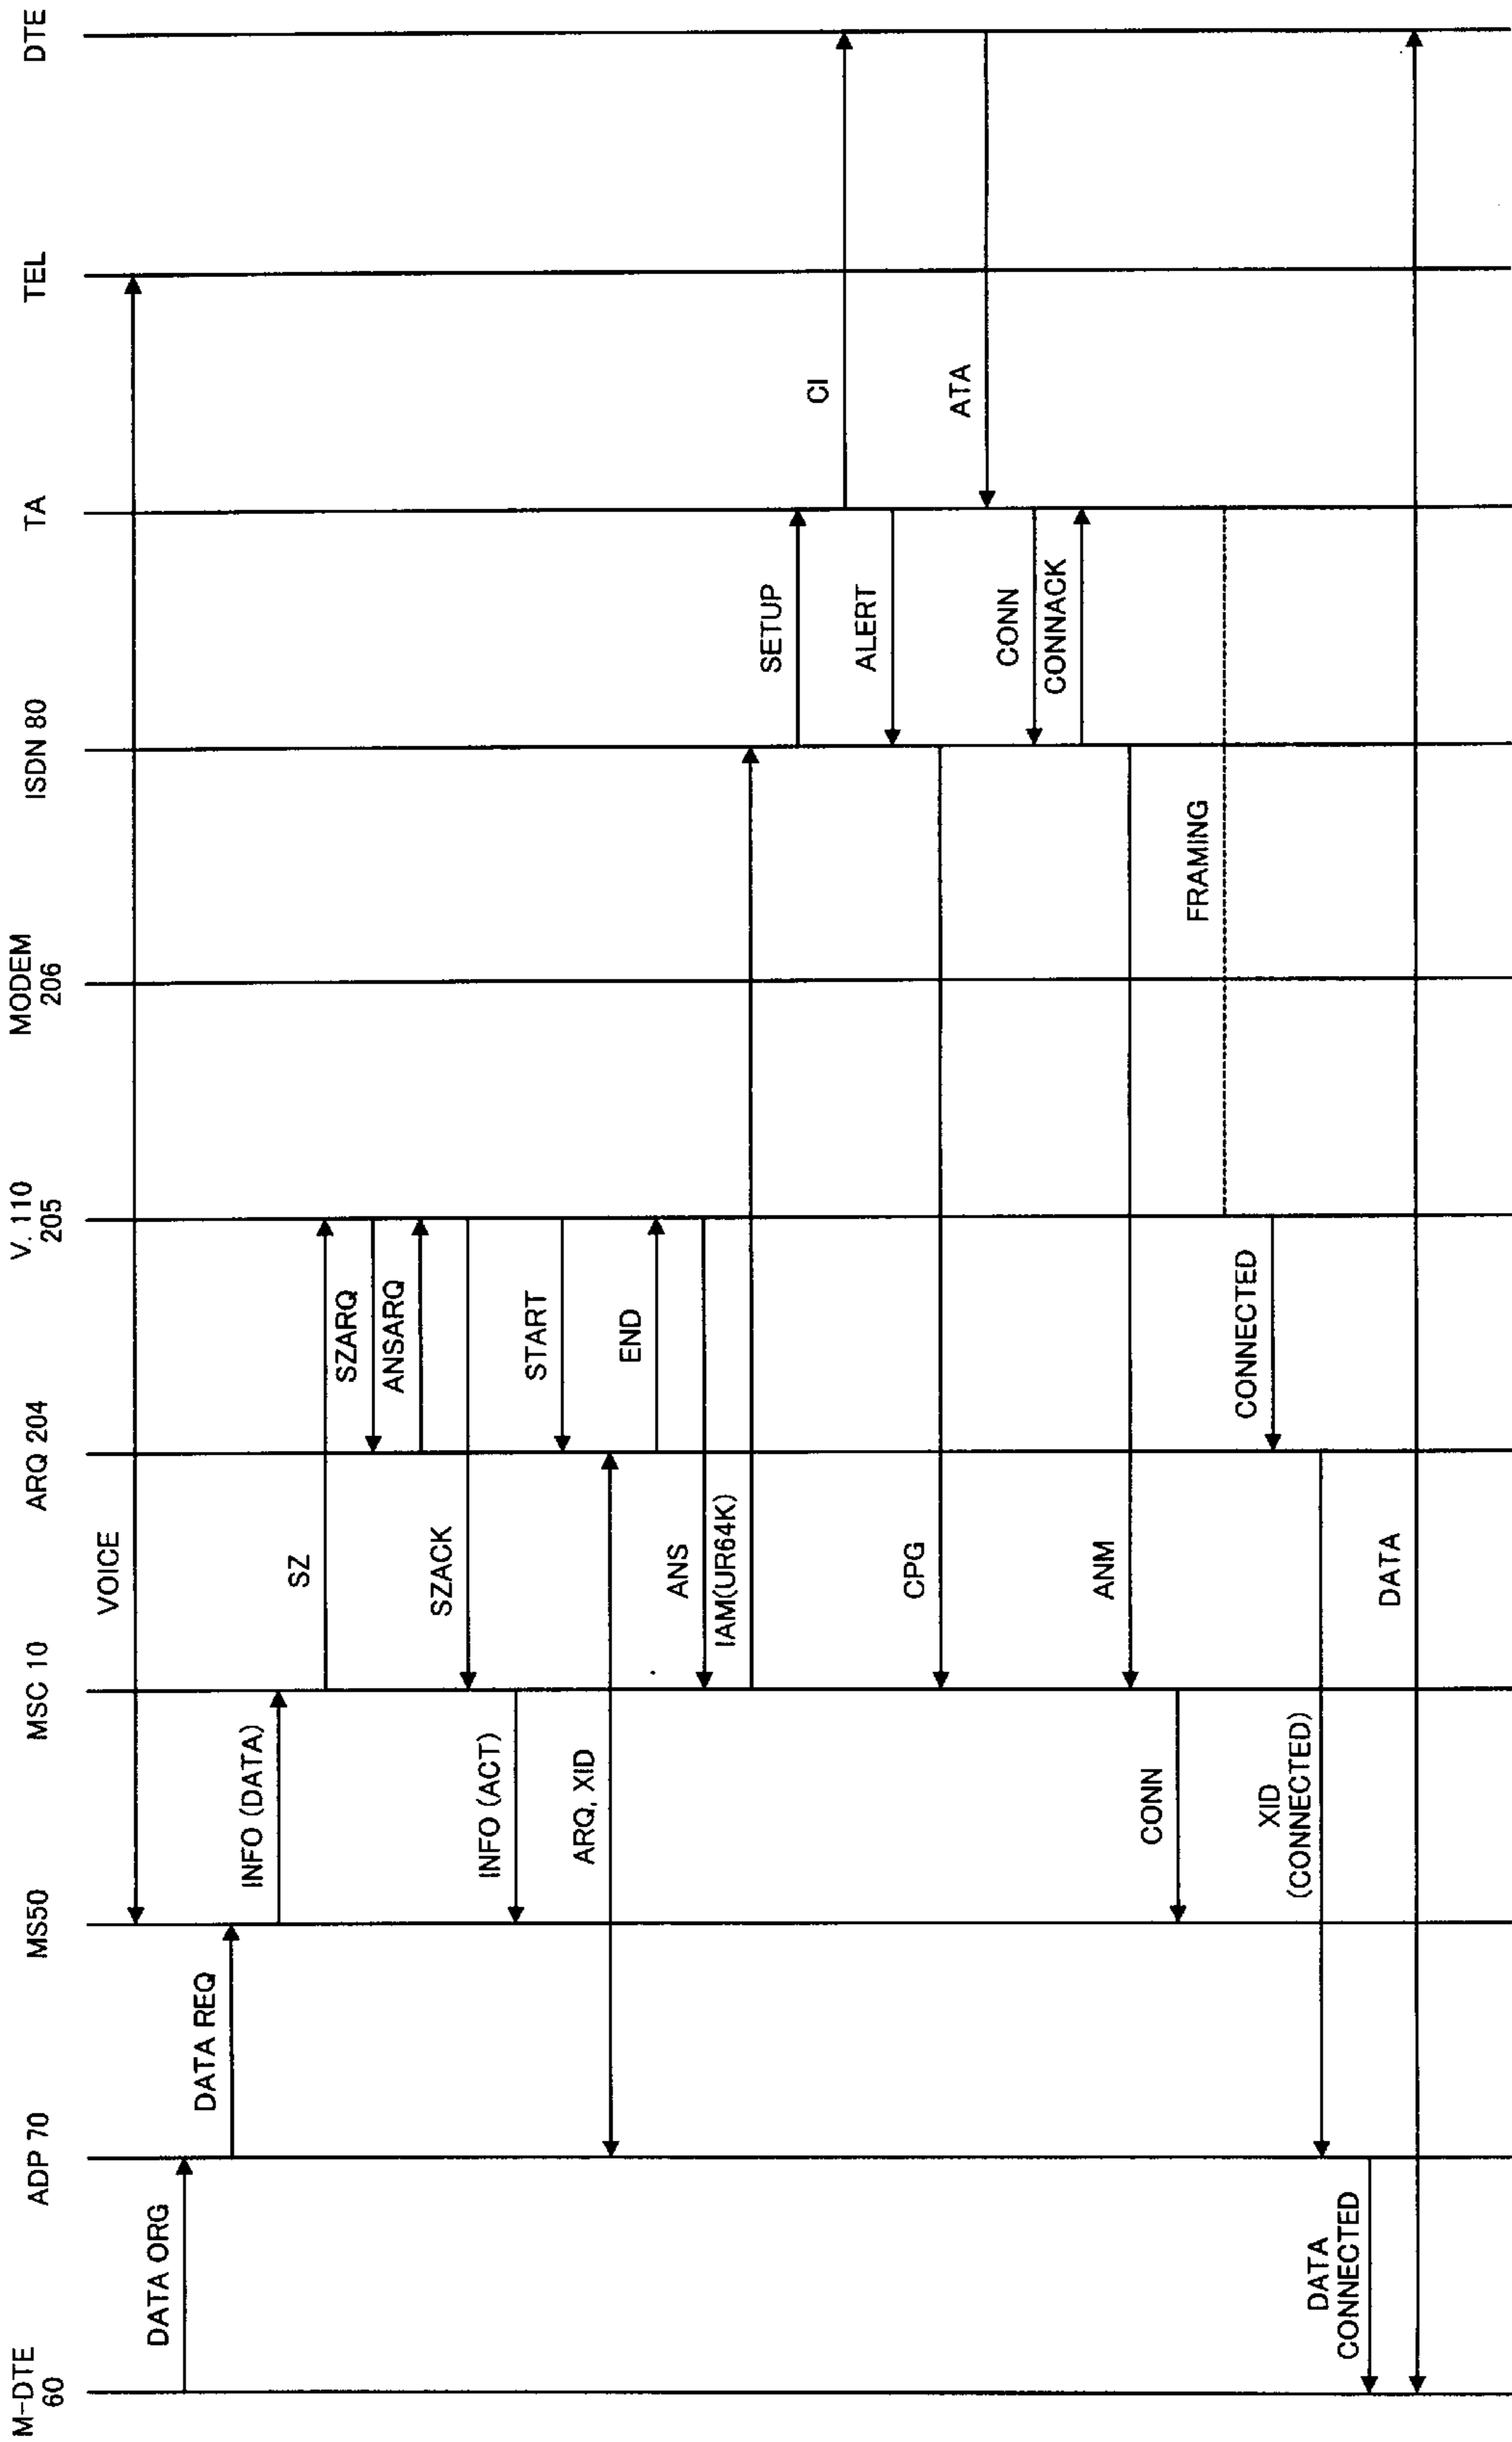 M-DTE
60
ADP 70
MS50
MSC 10
ARQ 204
V. 110
205
MODEM
206
ISDN 80
TA
TEL
DTE
VOICE
DATA ORG
DATA REQ
INFO (DATA)
SZ
SZARQ
ANSARQ
SZACK
INFO (ACT)
START
ARQ, XID
END
ANS
IAM(UR64K)
SETUP
CI
ALERT
CPG
ATA
CONN
CONNACK
ANM
CONN
FRAMING
CONNECTED
XID
(CONNECTED)
DATA
CONNECTED
DATA